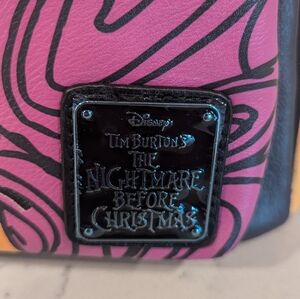 Disney
TIM BURTON'S
THE
NIGHTMARE
BEFORE
CHRISTMAS